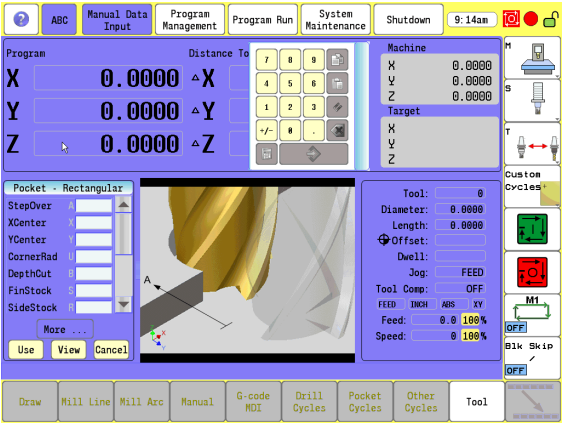 ?
ABC
Manual Data
Input
Program
Management
Program Run
System
Maintenance
Shutdown
9:14am
Program
Distance To
X 0.0000 ▵X
Y 0.0000 ▵Y
Z 0.0000 ▵Z
7 8 9
4 5 6
1 2 3
+/- 0 .
Machine
X 0.0000
Y 0.0000
Z 0.0000
Target
X
Y
Z
M
S
T
Custom
Cycles+
M1
OFF
Blk Skip
/
OFF
Pocket - Rectangular
StepOver A
XCenter X
YCenter Y
CornerRad U
DepthCut B
FinStock S
SideStock R
More ...
Use View Cancel
A
Z
X
Y
Tool: 0
Diameter: 0.0000
Length: 0.0000
Offset:
Dwell:
Jog: FEED
Tool Comp: OFF
FEED INCH ABS XY
Feed: 0.0 100%
Speed: 0 100%
Draw
Mill Line
Mill Arc
Manual
G-code
MDI
Drill
Cycles
Pocket
Cycles
Other
Cycles
Tool